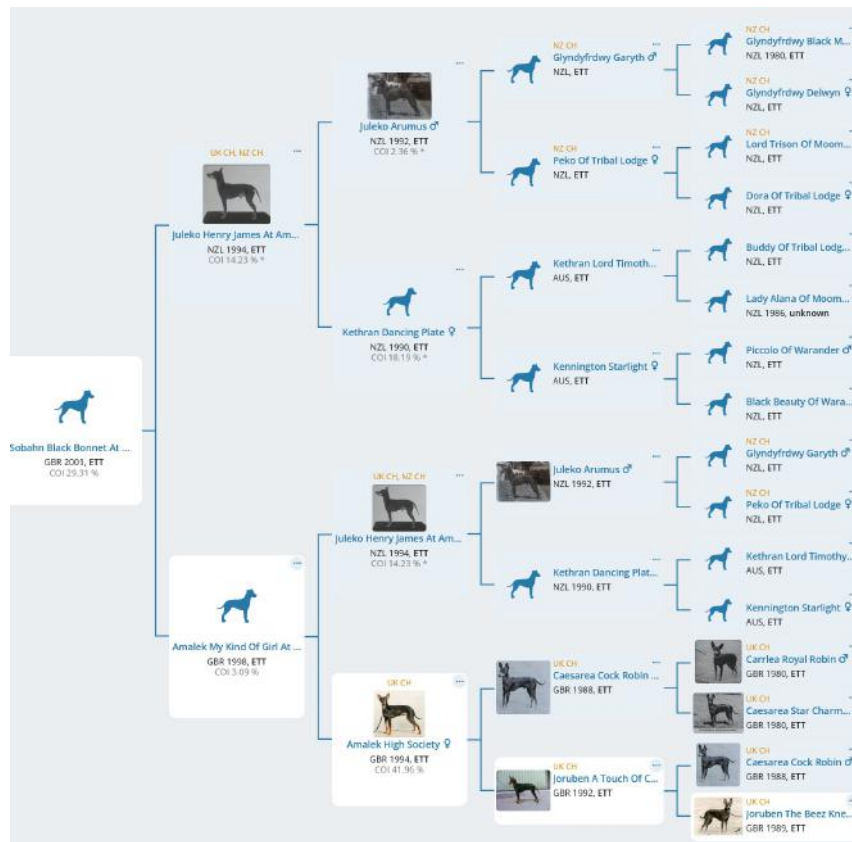 Sobahn Black Bonnet At ...
GBR 2001, ETT
COI 29.31 %
UK CH, NZ CH
Juleko Henry James At Am...
NZL 1994, ETT
COI 14.23 % *
Amalek My Kind Of Girl At ...
GBR 1998, ETT
COI 3.09 %
Juleko Arumus ♂
NZL 1992, ETT
COI 2.36 % *
Kethran Dancing Plate ♀
NZL 1990, ETT
COI 18.19 % *
UK CH, NZ CH
Juleko Henry James At Am...
NZL 1994, ETT
COI 14.23 % *
UK CH
Amalek High Society ♀
GBR 1994, ETT
COI 41.96 %
NZ CH
Glyndyfrdwy Garyth ♂
NZL, ETT
NZ CH
Peko Of Tribal Lodge ♀
NZL, ETT
Kethran Lord Timoth...
AUS, ETT
Kennington Starlight ♀
AUS, ETT
Juleko Arumus ♂
NZL 1992, ETT
Kethran Dancing Plat...
NZL 1990, ETT
UK CH
Caesarea Cock Robin ...
GBR 1988, ETT
UK CH
Joruben A Touch Of C...
GBR 1992, ETT
NZ CH
Glyndyfrdwy Black M...
NZL 1980, ETT
NZ CH
Glyndyfrdwy Delwyn ♀
NZL, ETT
NZ CH
Lord Trison Of Moom...
NZL, ETT
Dora Of Tribal Lodge ♀
NZL, ETT
Buddy Of Tribal Lodg...
NZL, ETT
Lady Alana Of Moom...
NZL 1986, unknown
Piccolo Of Warander ♂
NZL, ETT
Black Beauty Of Wara...
NZL, ETT
NZ CH
Glyndyfrdwy Garyth ♂
NZL, ETT
NZ CH
Peko Of Tribal Lodge ♀
NZL, ETT
Kethran Lord Timothy...
AUS, ETT
Kennington Starlight ♀
AUS, ETT
UK CH
Carrlea Royal Robin ♂
GBR 1980, ETT
UK CH
Caesarea Star Charm...
GBR 1980, ETT
UK CH
Caesarea Cock Robin ♂
GBR 1988, ETT
UK CH
Joruben The Beez Kne...
GBR 1989, ETT